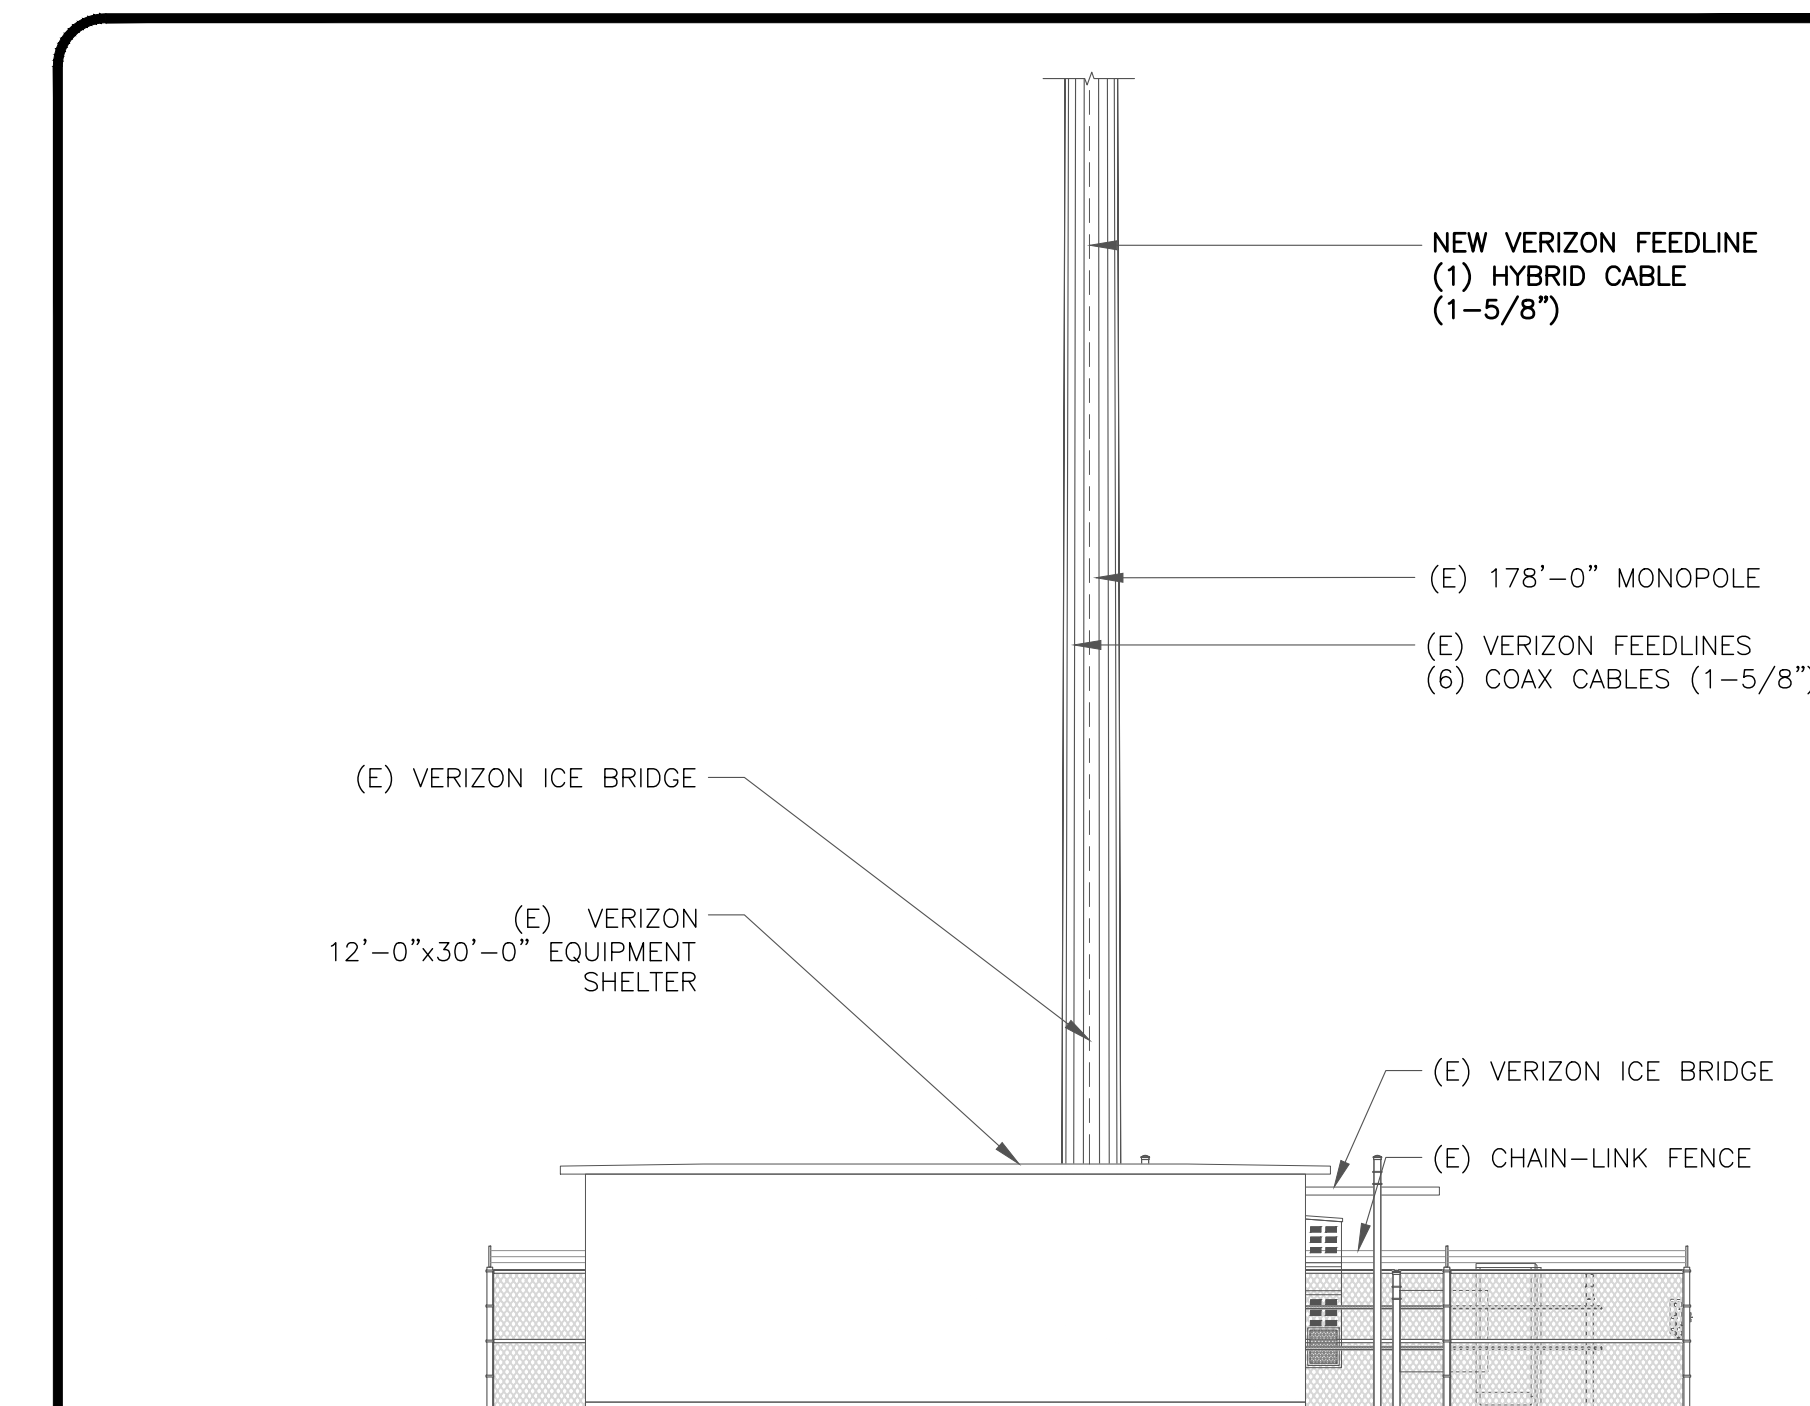 NEW VERIZON FEEDLINE
(1) HYBRID CABLE
(1-5/8")
(E) 178'-0" MONOPOLE
(E) VERIZON FEEDLINES
(6) COAX CABLES (1-5/8")
(E) VERIZON ICE BRIDGE
(E) VERIZON
12'-0"x30'-0" EQUIPMENT
SHELTER
(E) VERIZON ICE BRIDGE
(E) CHAIN-LINK FENCE